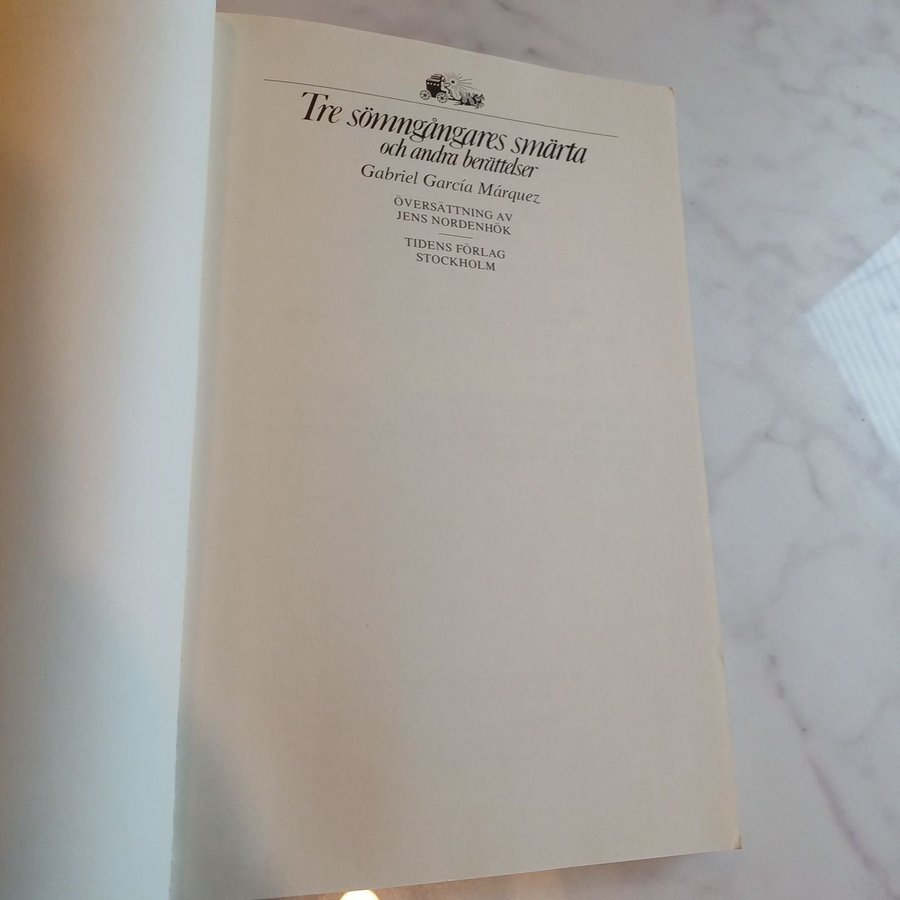 Tre sömngångares smärta
och andra berättelser
Gabriel García Márquez
ÖVERSÄTTNING AV
JENS NORDENHÖK
TIDENS FÖRLAG
STOCKHOLM